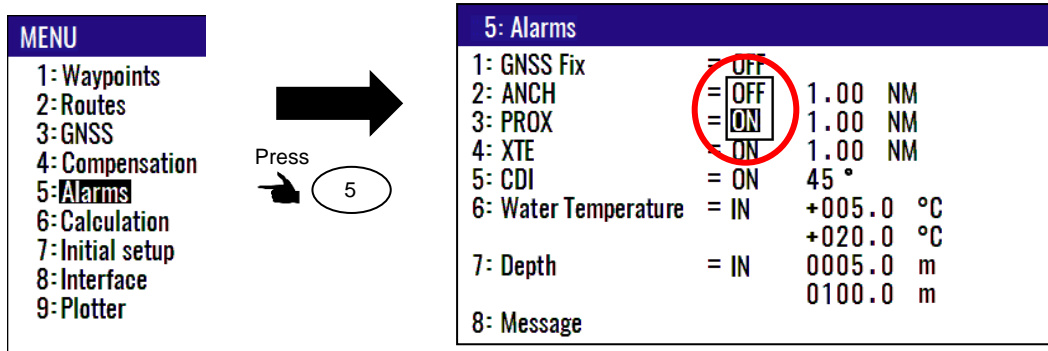 MENU
1: Waypoints
2: Routes
3: GNSS
4: Compensation
5: Alarms
6: Calculation
7: Initial setup
8: Interface
9: Plotter
Press
5
5: Alarms
1: GNSS Fix = OFF
2: ANCH = OFF 1.00 NM
3: PROX = ON 1.00 NM
4: XTE = ON 1.00 NM
5: CDI = ON 45 °
6: Water Temperature = IN +005.0 °C
+020.0 °C
7: Depth = IN 0005.0 m
0100.0 m
8: Message